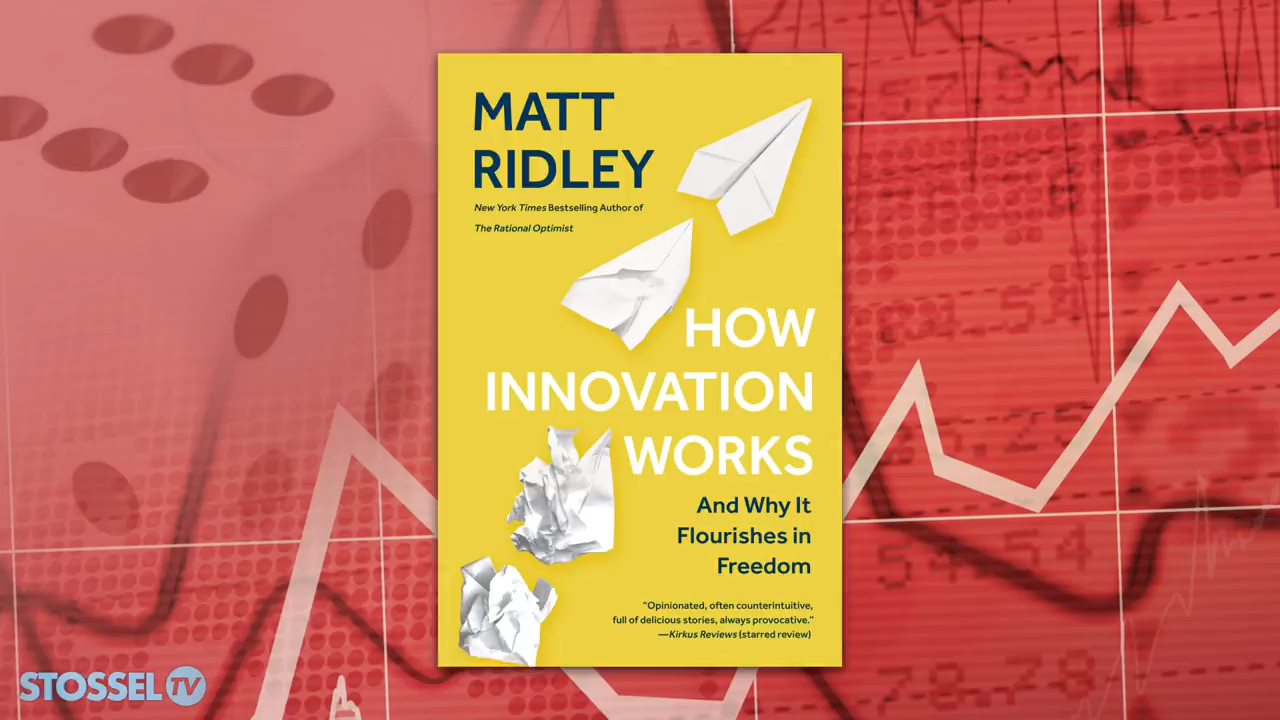 MATT
RIDLEY
New York Times Bestselling Author of
The Rational Optimist
HOW
INNOVATION
WORKS
And Why It
Flourishes in
Freedom
"Opinionated, often counterintuitive,
full of delicious stories, always provocative."
—Kirkus Reviews (starred review)
STOSSEL TV